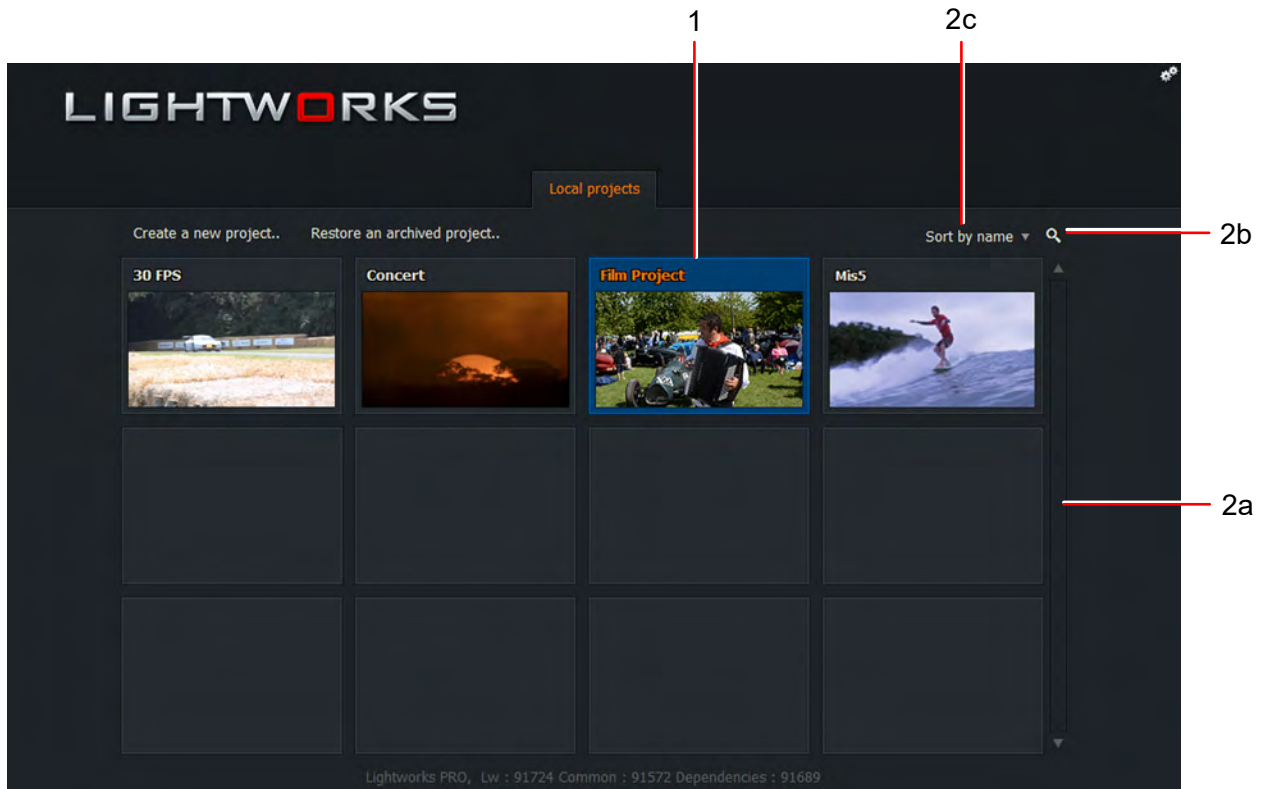 1
2c
LIGHTWORKS
Local projects
Create a new project.. Restore an archived project.. Sort by name
2b
30 FPS Concert Film Project Mis5
2a
Lightworks PRO, Lw : 91724 Common : 91572 Dependencies : 91689